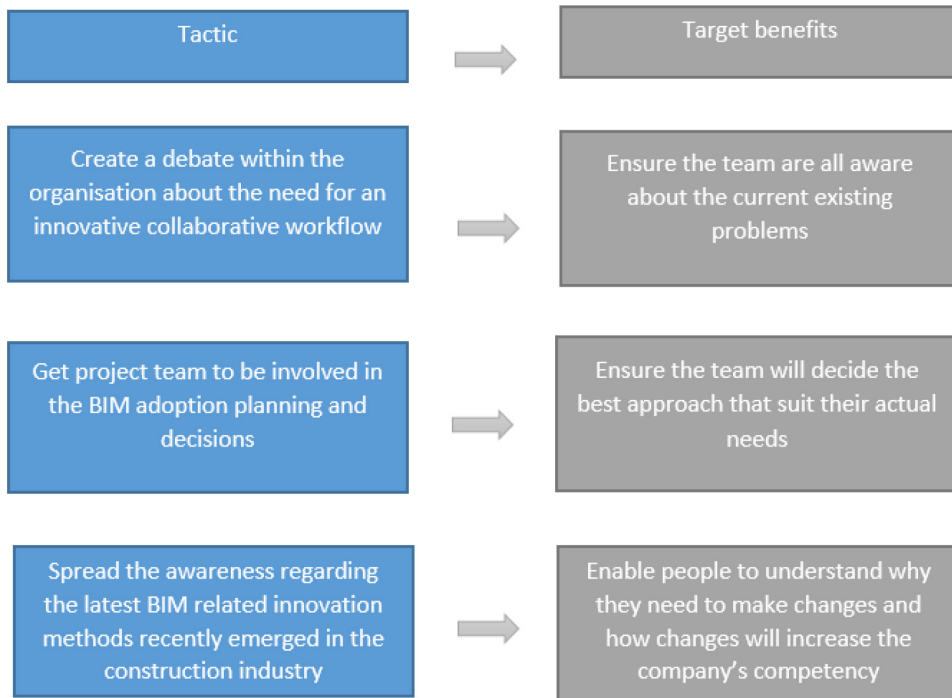 Tactic
Target benefits
Create a debate within the
organisation about the need for an
innovative collaborative workflow
Ensure the team are all aware
about the current existing
problems
Get project team to be involved in
the BIM adoption planning and
decisions
Ensure the team will decide the
best approach that suit their actual
needs
Spread the awareness regarding
the latest BIM related innovation
methods recently emerged in the
construction industry
Enable people to understand why
they need to make changes and
how changes will increase the
company’s competency